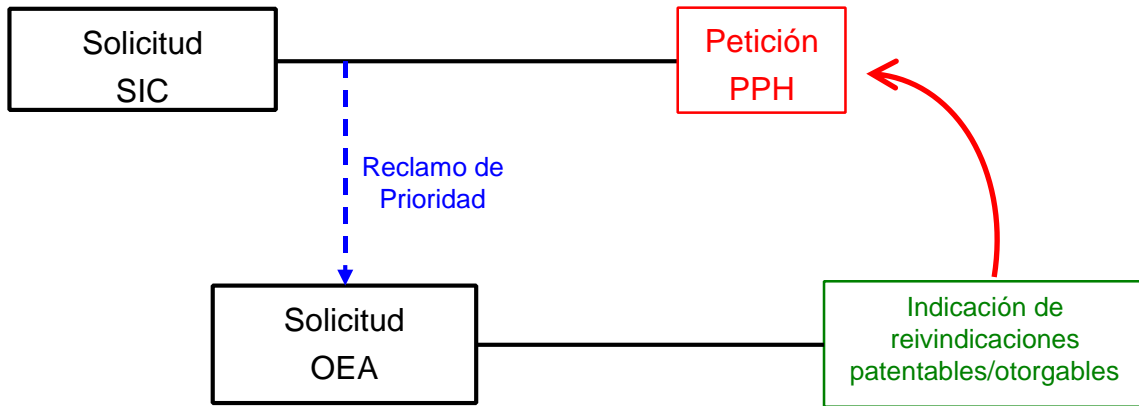 Solicitud
SIC
Petición
PPH
Reclamo de
Prioridad
Solicitud
OEA
Indicación de
reivindicaciones
patentables/otorgables